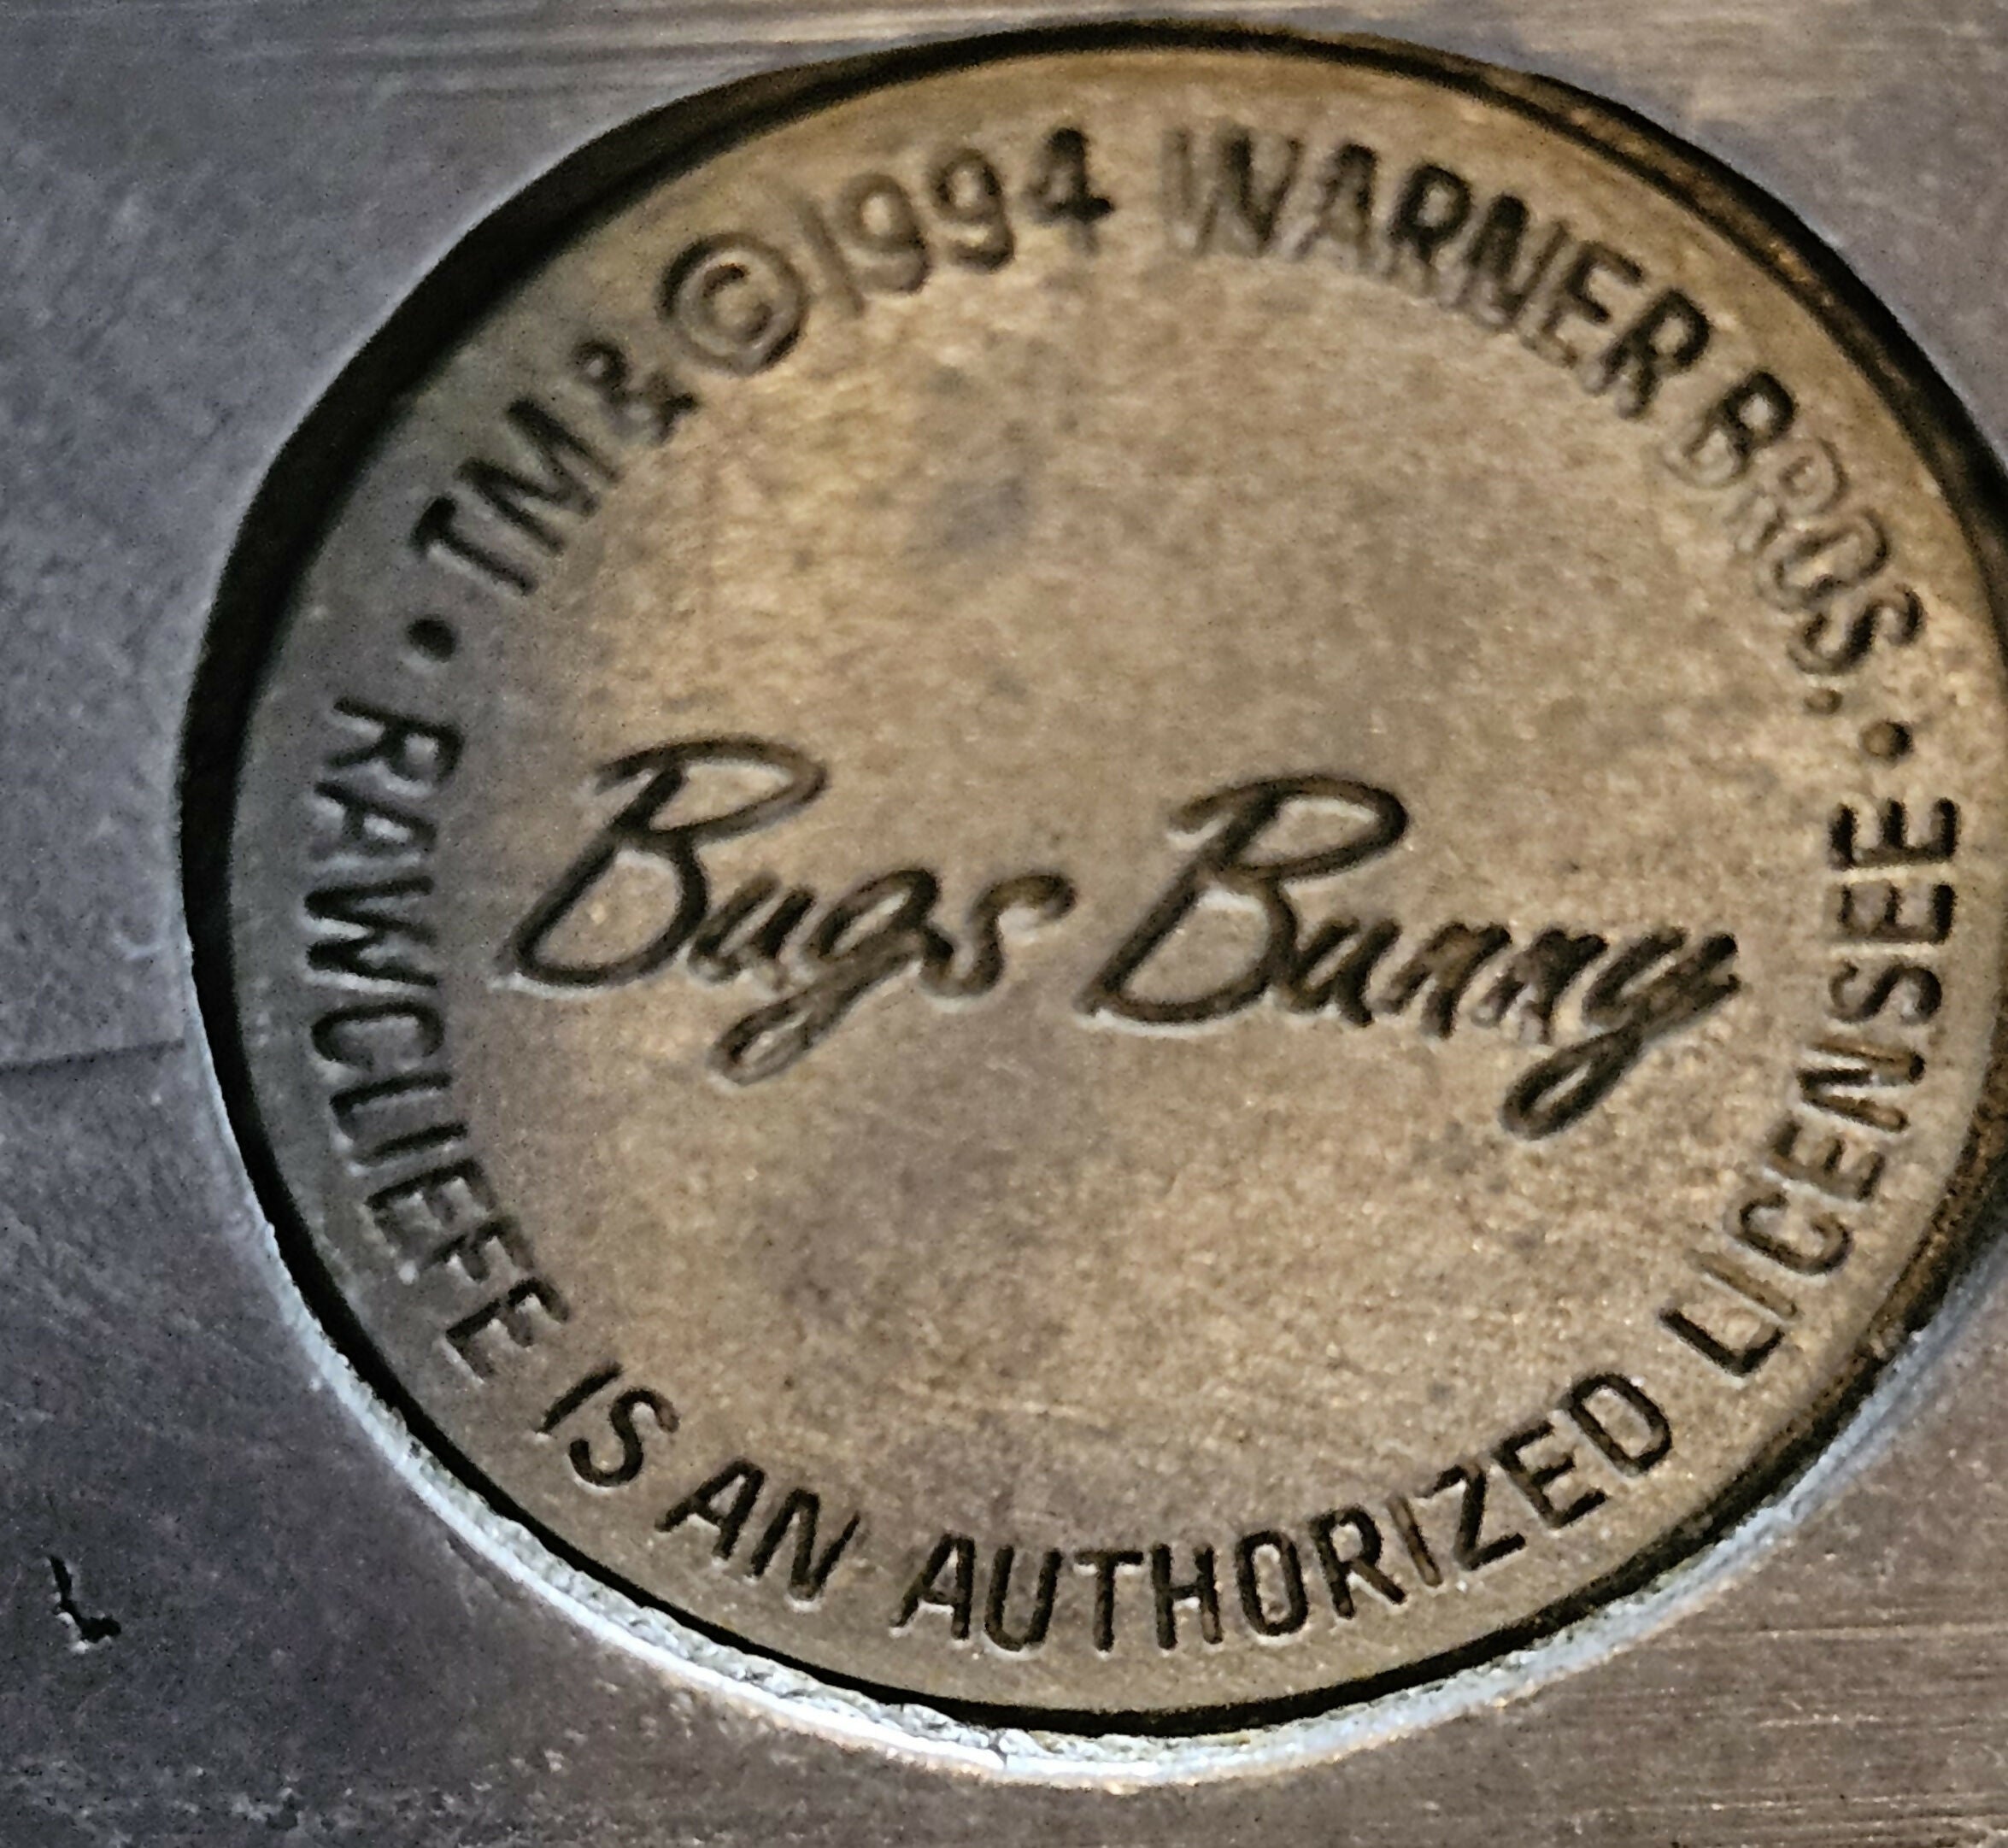 • TM & ©1994 WARNER BROS. •
Bugs Bunny
RAWCLIFFE IS AN AUTHORIZED LICENSEE